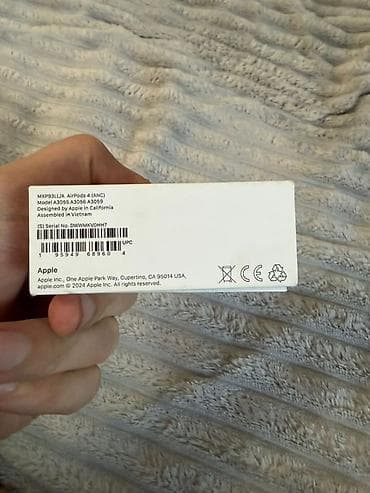 MXP93LL/A AirPods 4 (ANC)
Model A3055 A3056 A3059
Designed by Apple in California
Assembled in Vietnam
(S) Serial No.
UPC
1 95949 68960 4
Apple
Apple Inc., One Apple Park Way, Cupertino, CA 95014 USA,
apple.com © 2024 Apple Inc. All rights reserved.
CE